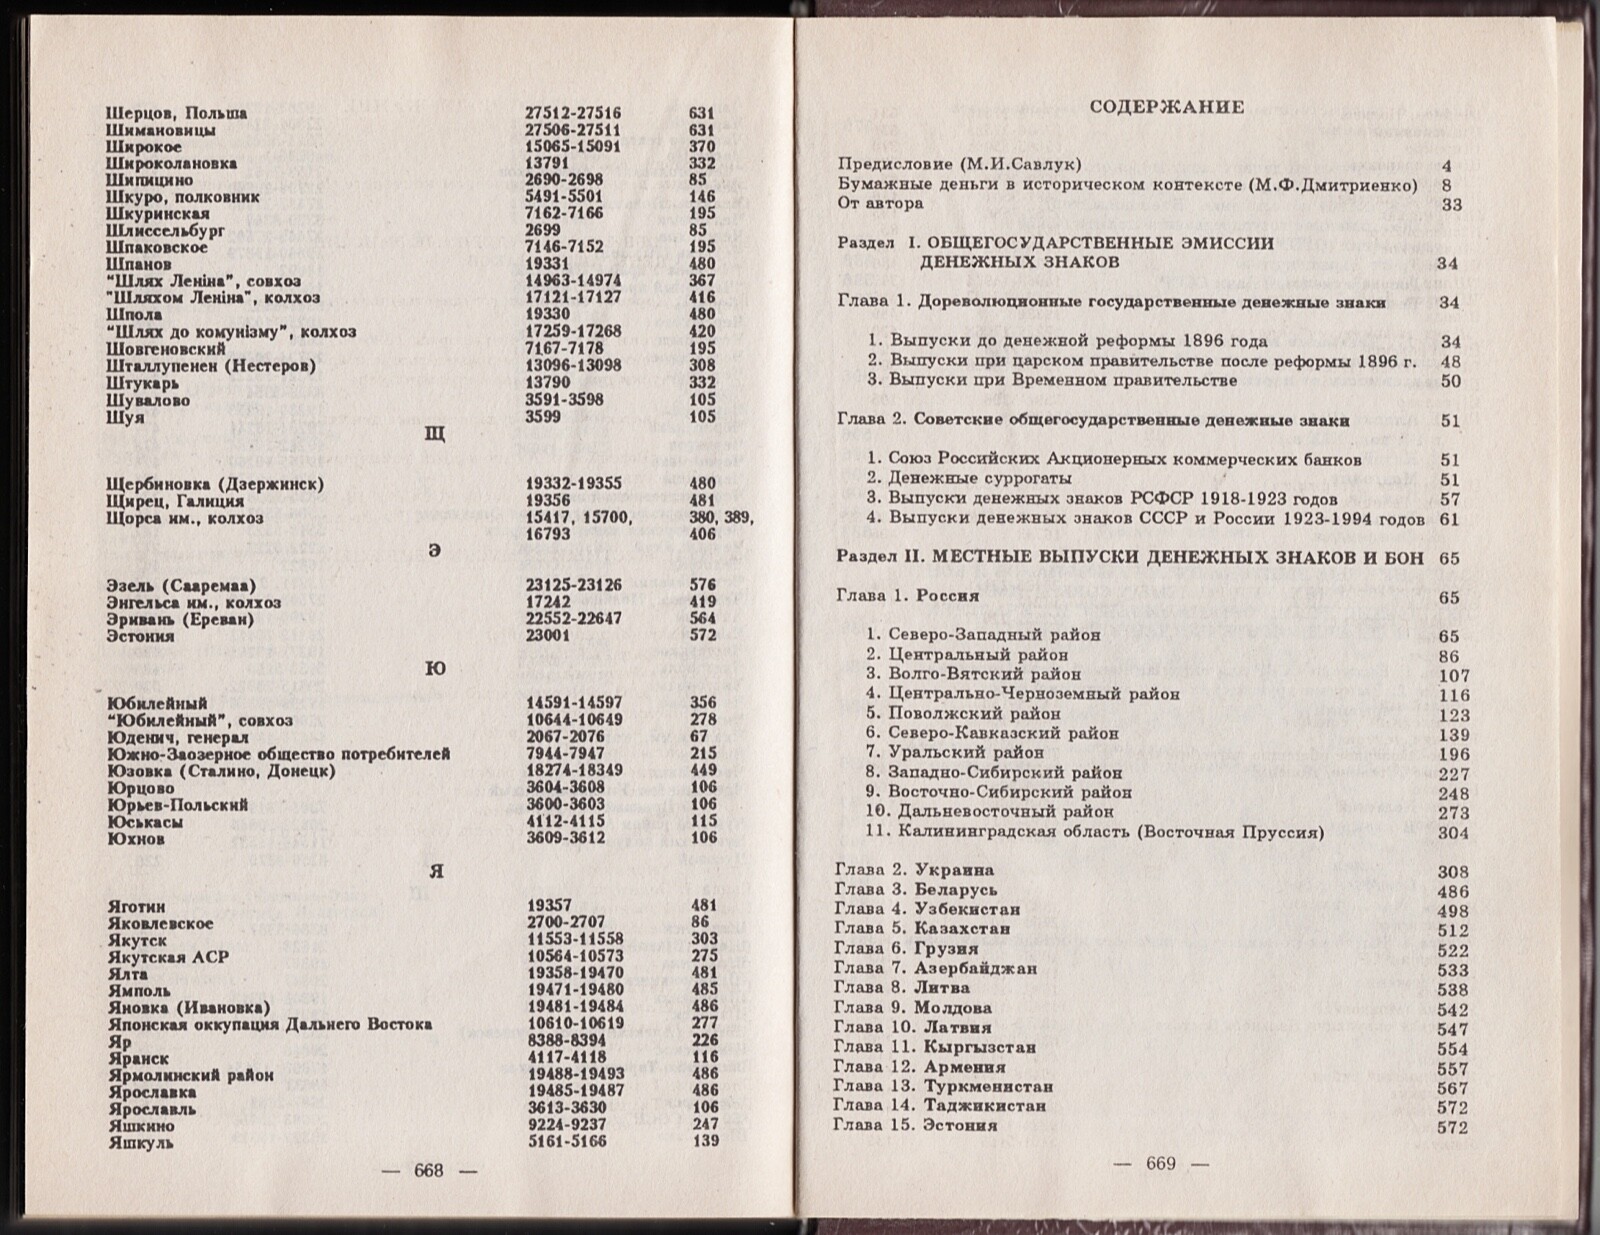 Шерцов, Польша 27512-27516 631
Шимановицы 27506-27511 631
Широкое 15065-15091 370
Широколановка 13791 332
Шипицино 2690-2698 85
Шкуро, полковник 5491-5501 146
Шкуринская 7162-7166 195
Шлиссельбург 2699 85
Шпаковское 7146-7152 195
Шпанов 19331 480
"Шлях Леніна", совхоз 14963-14974 367
"Шляхом Леніна", колхоз 17121-17127 416
Шпола 19330 480
"Шлях до комунізму", колхоз 17259-17268 420
Шовгеновский 7167-7178 195
Шталлупенен (Нестеров) 13096-13098 308
Штукарь 13790 332
Шувалово 3591-3598 105
Шуя 3599 105
Щ
Щербиновка (Дзержинск) 19332-19355 480
Щирец, Галиция 19356 481
Щорса им., колхоз 15417, 15700, 380, 389,
16793 406
Э
Эзель (Сааремаа) 23125-23126 576
Энгельса им., колхоз 17242 419
Эривань (Ереван) 22552-22647 564
Эстония 23001 572
Ю
Юбилейный 14591-14597 356
"Юбилейный", совхоз 10644-10649 278
Юденич, генерал 2067-2076 67
Южно-Заозерное общество потребителей 7944-7947 215
Юзовка (Сталино, Донецк) 18274-18349 449
Юрцово 3604-3608 106
Юрьев-Польский 3600-3603 106
Юськасы 4112-4115 115
Юхнов 3609-3612 106
Я
Яготин 19357 481
Яковлевское 2700-2707 86
Якутск 11553-11558 303
Якутская АСР 10564-10573 275
Ялта 19358-19470 481
Ямполь 19471-19480 485
Яновка (Ивановка) 19481-19484 486
Японская оккупация Дальнего Востока 10610-10619 277
Яр 8388-8394 226
Яранск 4117-4118 116
Ярмолинский район 19488-19493 486
Ярославка 19485-19487 486
Ярославль 3613-3630 106
Яшкино 9224-9237 247
Яшкуль 5161-5166 139
— 668 —
СОДЕРЖАНИЕ
Предисловие (М.И.Савлук) 4
Бумажные деньги в историческом контексте (М.Ф.Дмитриенко) 8
От автора 33
Раздел I. ОБЩЕГОСУДАРСТВЕННЫЕ ЭМИССИИ
ДЕНЕЖНЫХ ЗНАКОВ 34
Глава 1. Дореволюционные государственные денежные знаки 34
1. Выпуски до денежной реформы 1896 года 34
2. Выпуски при царском правительстве после реформы 1896 г. 48
3. Выпуски при Временном правительстве 50
Глава 2. Советские общегосударственные денежные знаки 51
1. Союз Российских Акционерных коммерческих банков 51
2. Денежные суррогаты 51
3. Выпуски денежных знаков РСФСР 1918-1923 годов 57
4. Выпуски денежных знаков СССР и России 1923-1994 годов 61
Раздел II. МЕСТНЫЕ ВЫПУСКИ ДЕНЕЖНЫХ ЗНАКОВ И БОН 65
Глава 1. Россия 65
1. Северо-Западный район 65
2. Центральный район 86
3. Волго-Вятский район 107
4. Центрально-Черноземный район 116
5. Поволжский район 123
6. Северо-Кавказский район 139
7. Уральский район 196
8. Западно-Сибирский район 227
9. Восточно-Сибирский район 248
10. Дальневосточный район 273
11. Калининградская область (Восточная Пруссия) 304
Глава 2. Украина 308
Глава 3. Беларусь 486
Глава 4. Узбекистан 498
Глава 5. Казахстан 512
Глава 6. Грузия 522
Глава 7. Азербайджан 533
Глава 8. Литва 538
Глава 9. Молдова 542
Глава 10. Латвия 547
Глава 11. Кыргызстан 554
Глава 12. Армения 557
Глава 13. Туркменистан 567
Глава 14. Таджикистан 572
Глава 15. Эстония 572
— 669 —